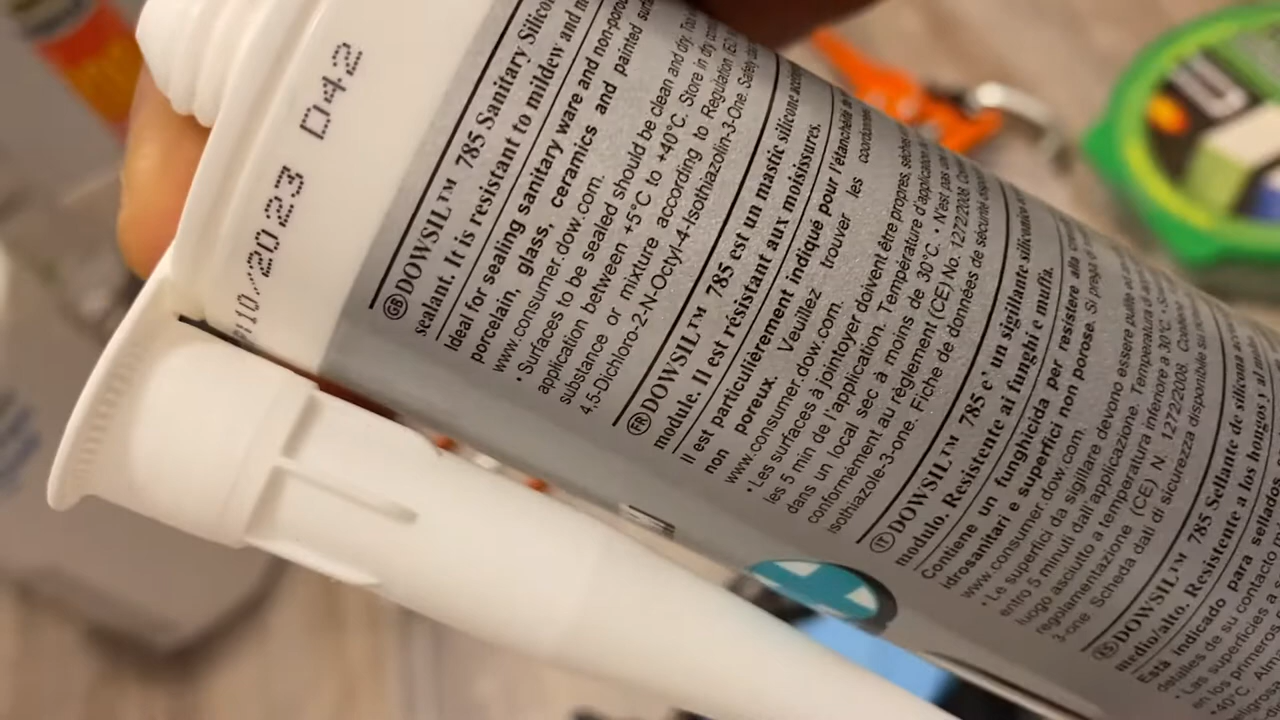 10/2023 D42
GB DOWSIL™ 785 Sanitary
sealant. It is resistant to mildew and
Ideal for sealing sanitary ware and
porcelain, glass, ceramics and painted
www.consumer.dow.com.
• Surfaces to be sealed should be clean and dry.
application between +5°C to +40°C. Store in dry
substance or mixture according to Regulation
4,5-Dichloro-2-N-Octyl-4-Isothiazolin-3-One.
FR DOWSIL™ 785 est un mastic silicone
module. Il est résistant aux moisissures.
Il est particulièrement indiqué pour l'étanchéité
non poreux. Veuillez trouver les
www.consumer.dow.com.
• Les surfaces à jointoyer doivent être propres,
les 5 min de l'application. Température d'application
dans un local sec à moins de 30°C. • N'est pas
conformément au règlement (CE) No. 1272/2008.
isothiazole-3-one. Fiche de données de sécurité
IT DOWSIL™ 785 e' un sigillante siliconico
modulo. Resistente ai funghi e mufia.
Contiene un funghicida per resistere alla
idrosanitari e superfici non porose. Si prega
www.consumer.dow.com
• Le superfici da sigillare devono essere pulite
entro 5 minuti dall'applicazione. Temperatura
luogo asciutto a temperatura inferiore a 30°C •
regolamentazione (CE) N. 1272/2008.
3-one. Scheda dati di sicurezza disponibile su
ES DOWSIL™ 785 Sellante de silicona
medio/alto. Resistente a los hongos y al
Está indicado para
detalles de su contacto
• Las superficies a
en los primeros